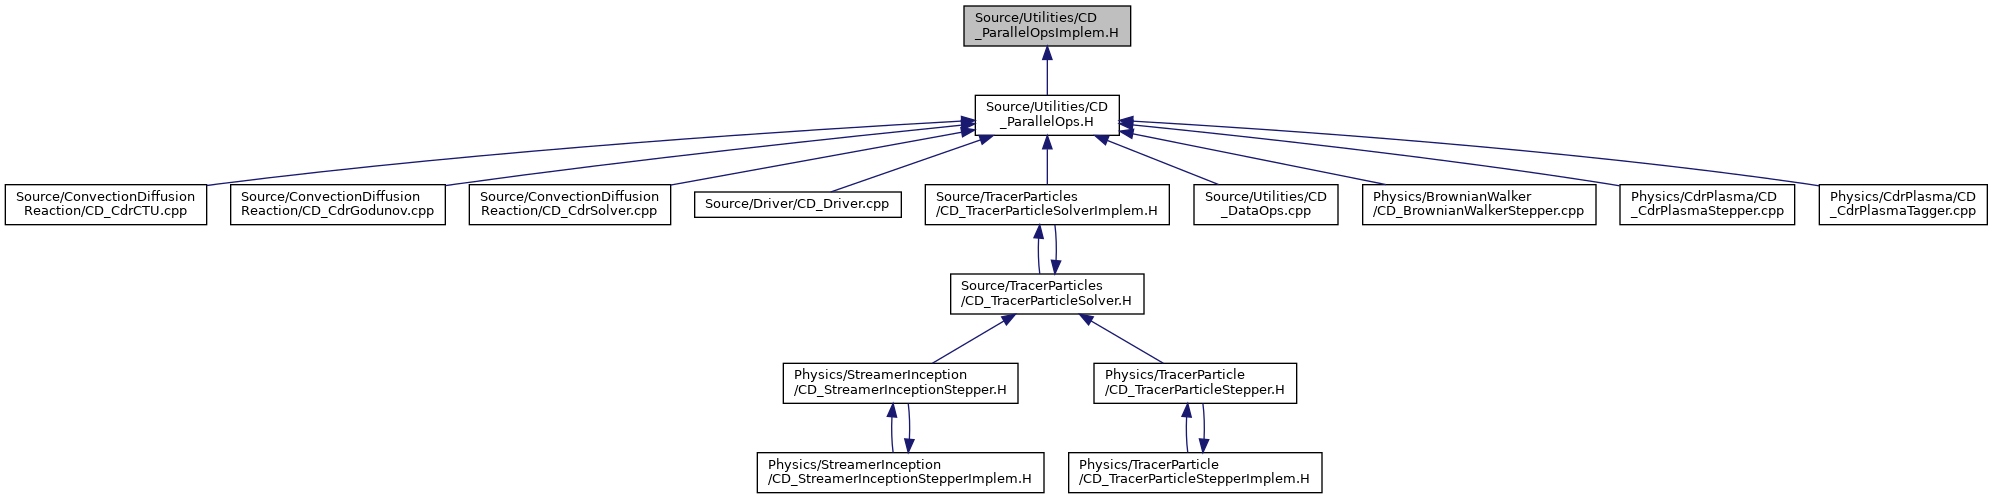 Source/Utilities/CD
_ParallelOpsImplem.H
Source/Utilities/CD
_ParallelOps.H
Source/ConvectionDiffusion
Reaction/CD_CdrCTU.cpp
Source/ConvectionDiffusion
Reaction/CD_CdrGodunov.cpp
Source/ConvectionDiffusion
Reaction/CD_CdrSolver.cpp
Source/Driver/CD_Driver.cpp
Source/TracerParticles
/CD_TracerParticleSolverImplem.H
Source/Utilities/CD
_DataOps.cpp
Physics/BrownianWalker
/CD_BrownianWalkerStepper.cpp
Physics/CdrPlasma/CD
_CdrPlasmaStepper.cpp
Physics/CdrPlasma/CD
_CdrPlasmaTagger.cpp
Source/TracerParticles
/CD_TracerParticleSolver.H
Physics/StreamerInception
/CD_StreamerInceptionStepper.H
Physics/TracerParticle
/CD_TracerParticleStepper.H
Physics/StreamerInception
/CD_StreamerInceptionStepperImplem.H
Physics/TracerParticle
/CD_TracerParticleStepperImplem.H